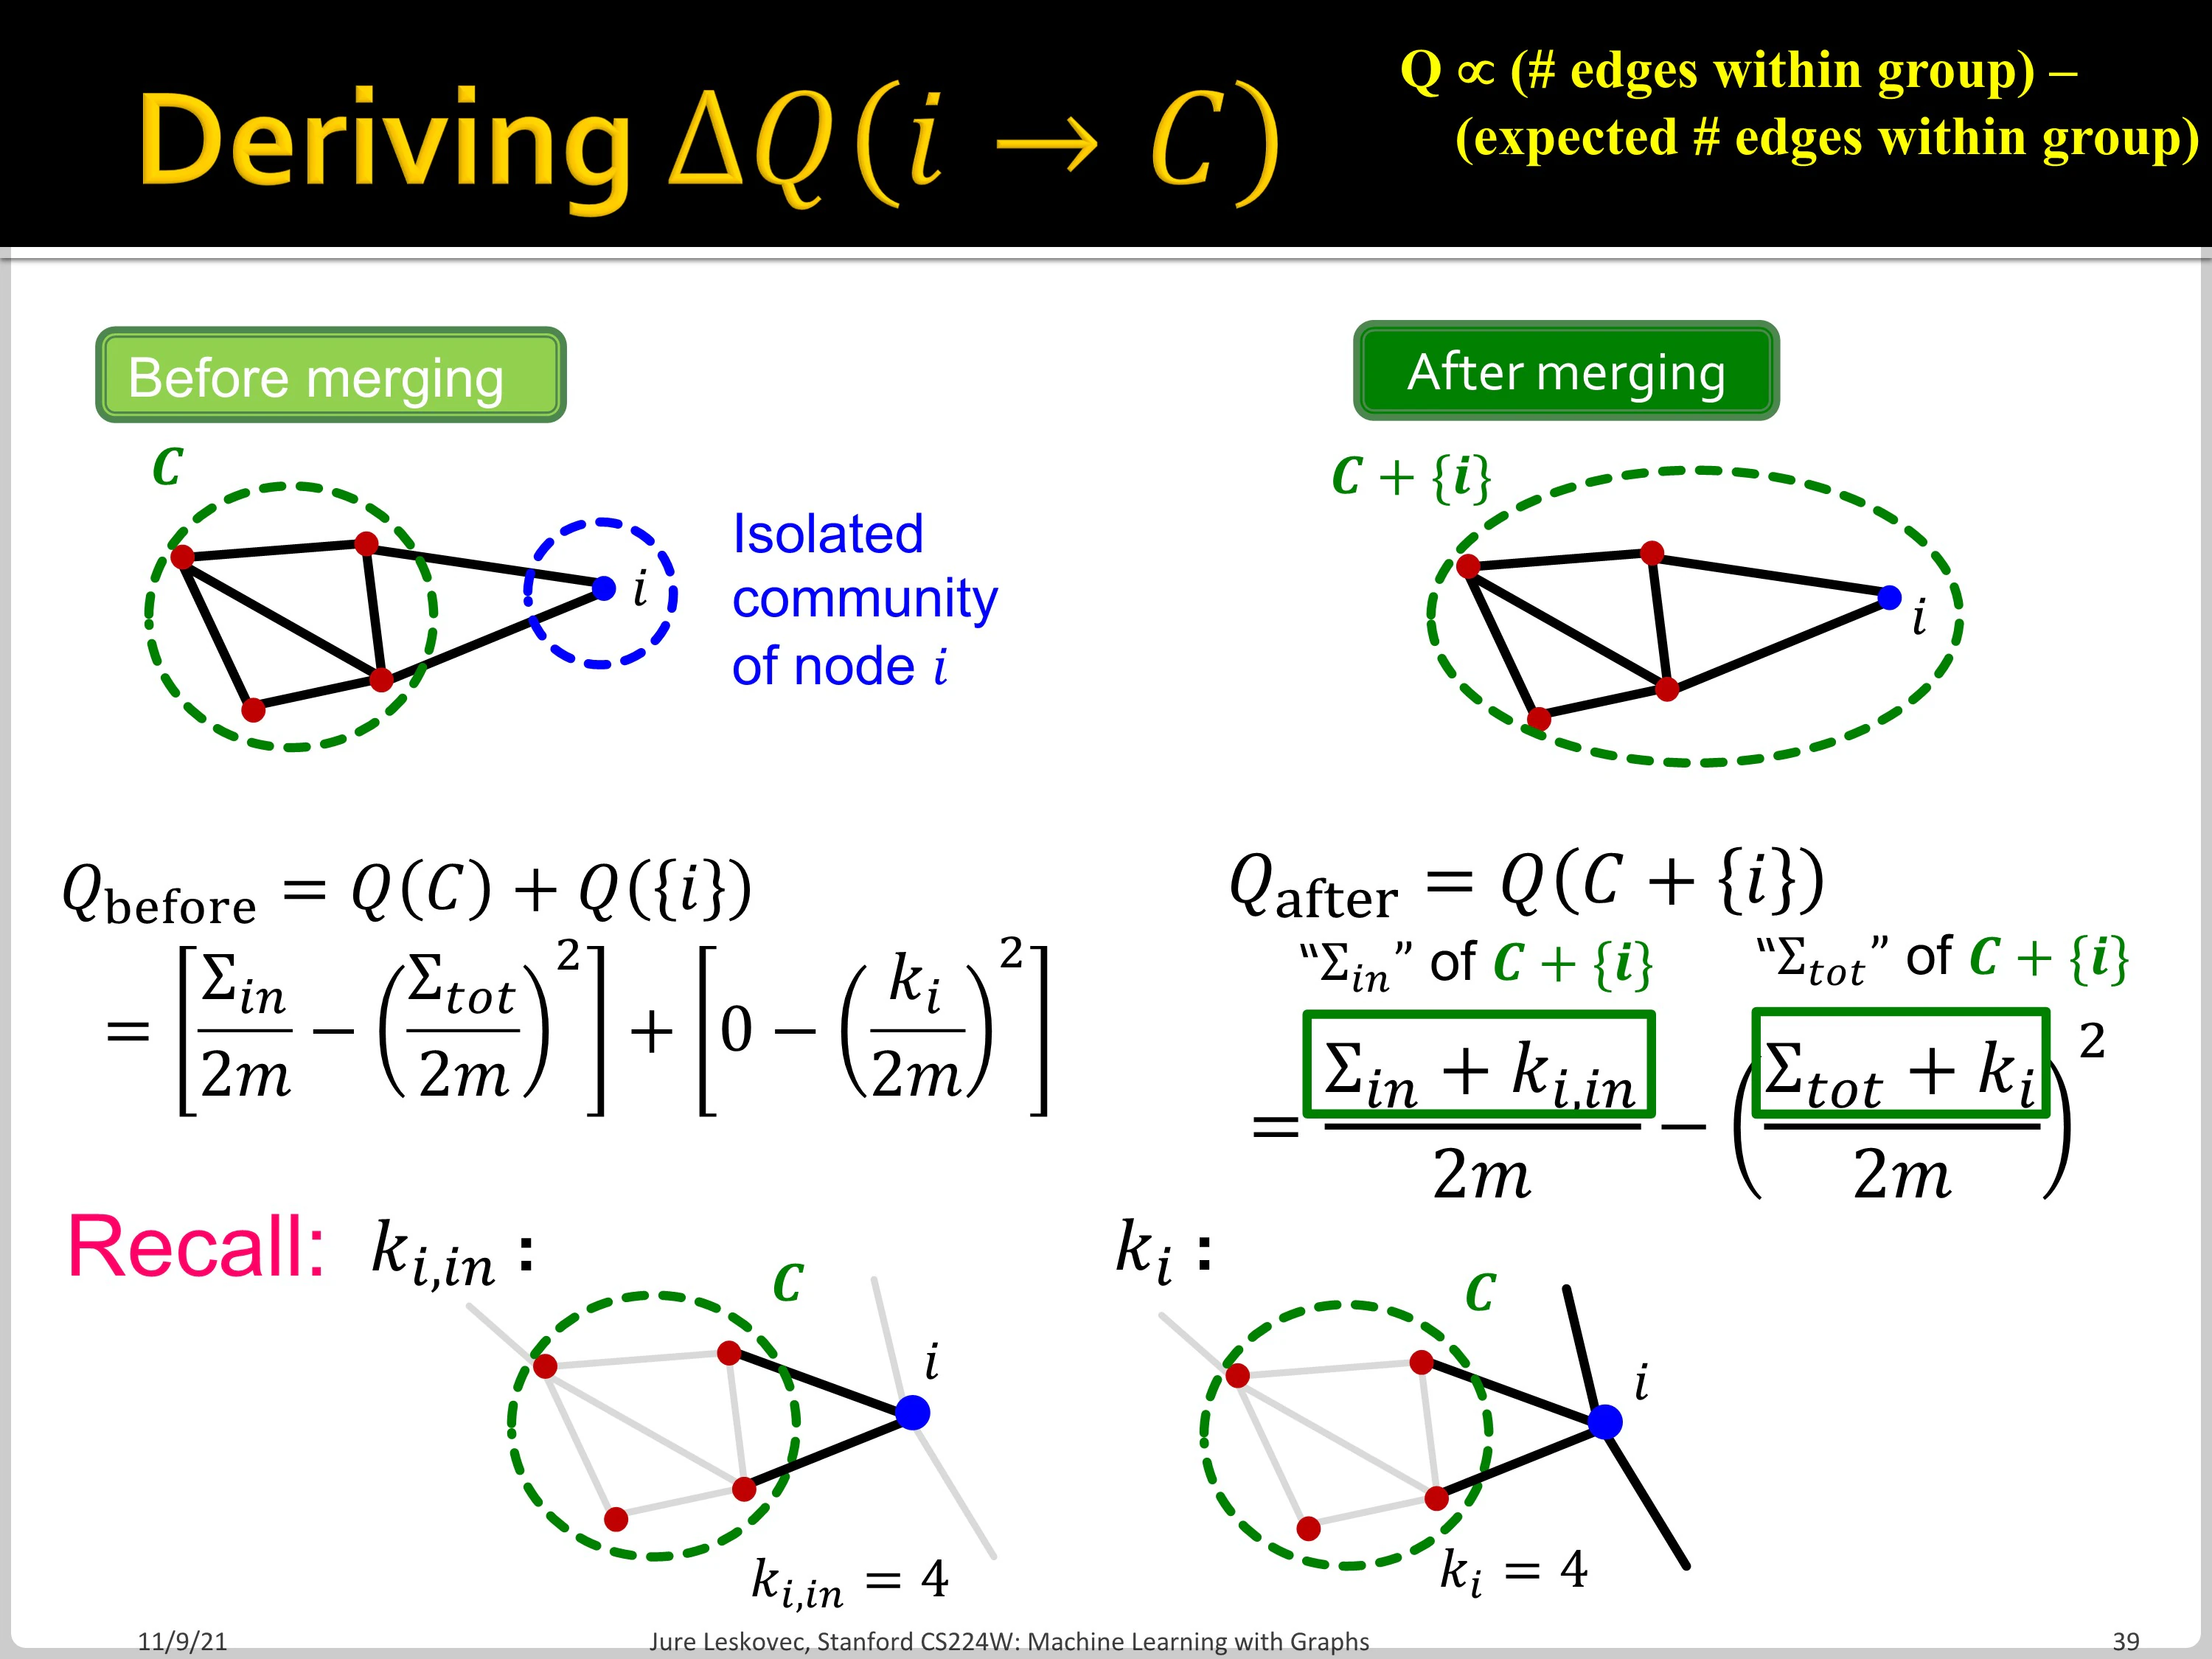 Deriving ΔQ(i → C)
Q ∝ (# edges within group) –
(expected # edges within group)
Before merging
After merging
C
i
Isolated
community
of node i
C + {i}
i
Q_before = Q(C) + Q({i})
= [Σ_in/2m − (Σ_tot/2m)²] + [0 − (k_i/2m)²]
Q_after = Q(C + {i})
“Σ_in” of C + {i}
“Σ_tot” of C + {i}
= (Σ_in + k_i,in)/2m − ((Σ_tot + k_i)/2m)²
Recall: k_i,in :
C
i
k_i,in = 4
k_i :
C
i
k_i = 4
11/9/21
Jure Leskovec, Stanford CS224W: Machine Learning with Graphs
39